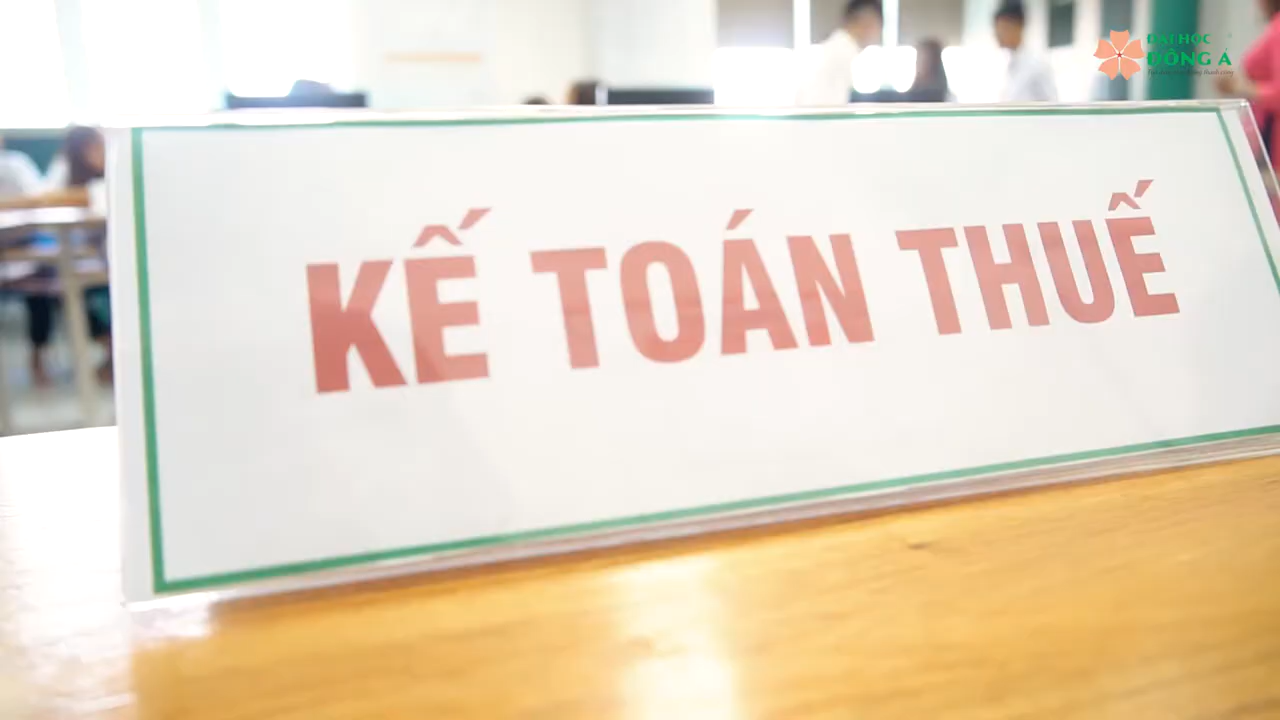 ĐẠI HỌC
ĐÔNG Á
KẾ TOÁN THUẾ